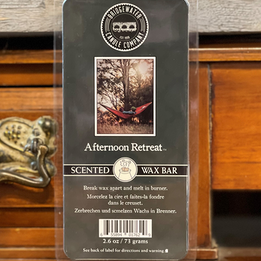 BRIDGEWATER
CANDLE COMPANY
Afternoon Retreat™
SCENTED WAX BAR
Break wax apart and melt in burner.
Morcelez la cire et faites-la fondre
dans le creuset.
Zerbrechen und scmelzen Wachs in Brenner.
2.6 oz / 73 grams
See back of label for directions and warning